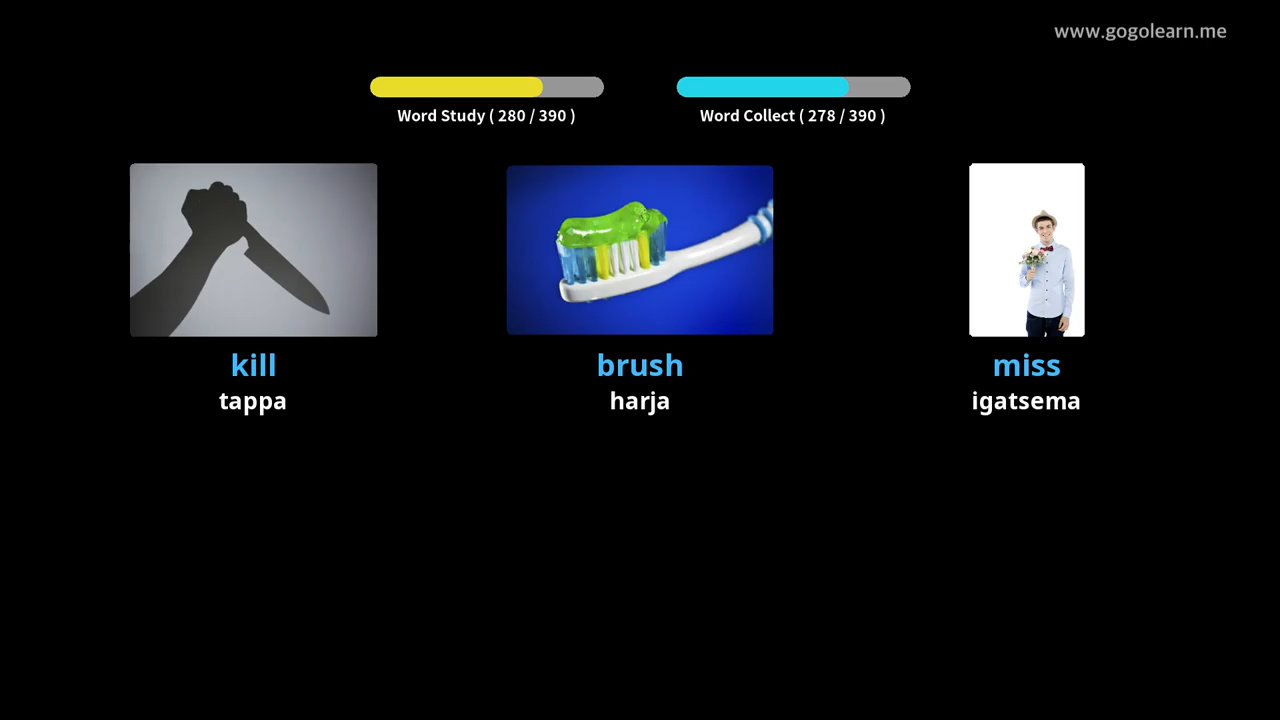 www.gogolearn.me
Word Study ( 280 / 390 )
Word Collect ( 278 / 390 )
kill
tappa
brush
harja
miss
igatsema